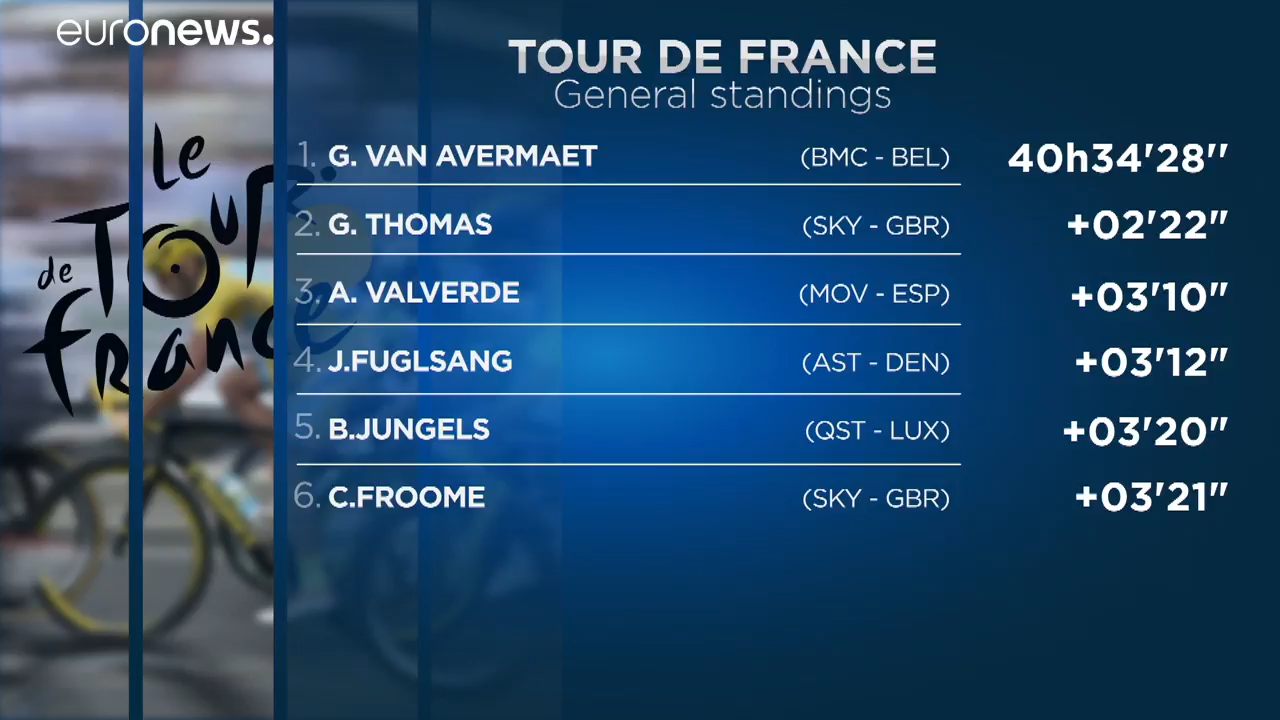 euronews.
TOUR DE FRANCE
General standings
Le
Tour
de
France
1. G. VAN AVERMAET (BMC - BEL) 40h34'28''
2. G. THOMAS (SKY - GBR) +02'22"
3. A. VALVERDE (MOV - ESP) +03'10"
4. J.FUGLSANG (AST - DEN) +03'12"
5. B.JUNGELS (QST - LUX) +03'20"
6. C.FROOME (SKY - GBR) +03'21"